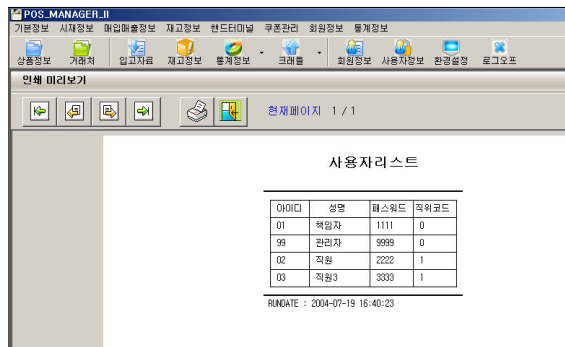 POS_MANAGER_II
기본정보 시재정보 매입매출정보 재고정보 핸드터미널 쿠폰관리 회원정보 통계정보
상품정보 거래처 입고자료 재고정보 통계정보 크래들 회원정보 사용자정보 환경설정 로그오프
인쇄 미리보기
현재페이지 1 / 1
사용자리스트
아이디 성명 패스워드 직위코드
01 책임자 1111 0
99 관리자 9999 0
02 직원 2222 1
03 직원3 3333 1
RUNDATE : 2004-07-19 16:40:23